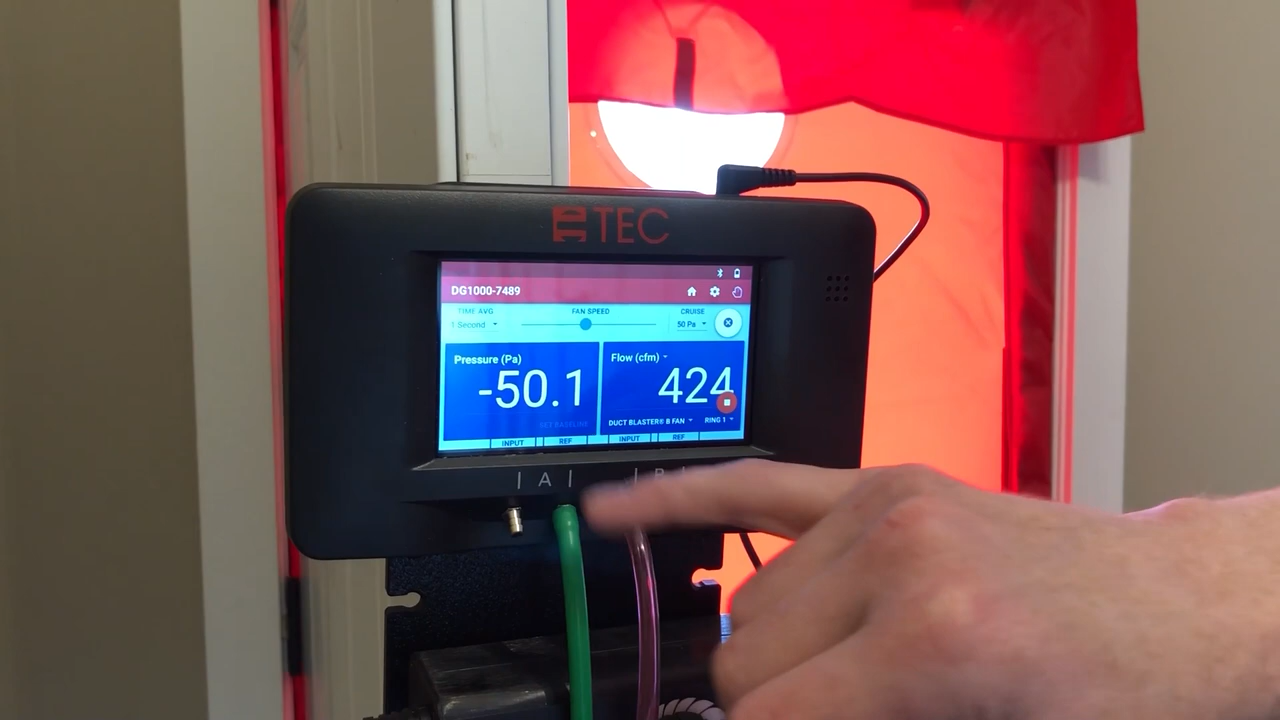 TEC
DG1000-7489
TIME AVG FAN SPEED CRUISE
1 Second 50 Pa
Pressure (Pa) Flow (cfm)
-50.1 424
SET BASELINE DUCT BLASTER® B FAN RING 1
INPUT REF INPUT REF
A B